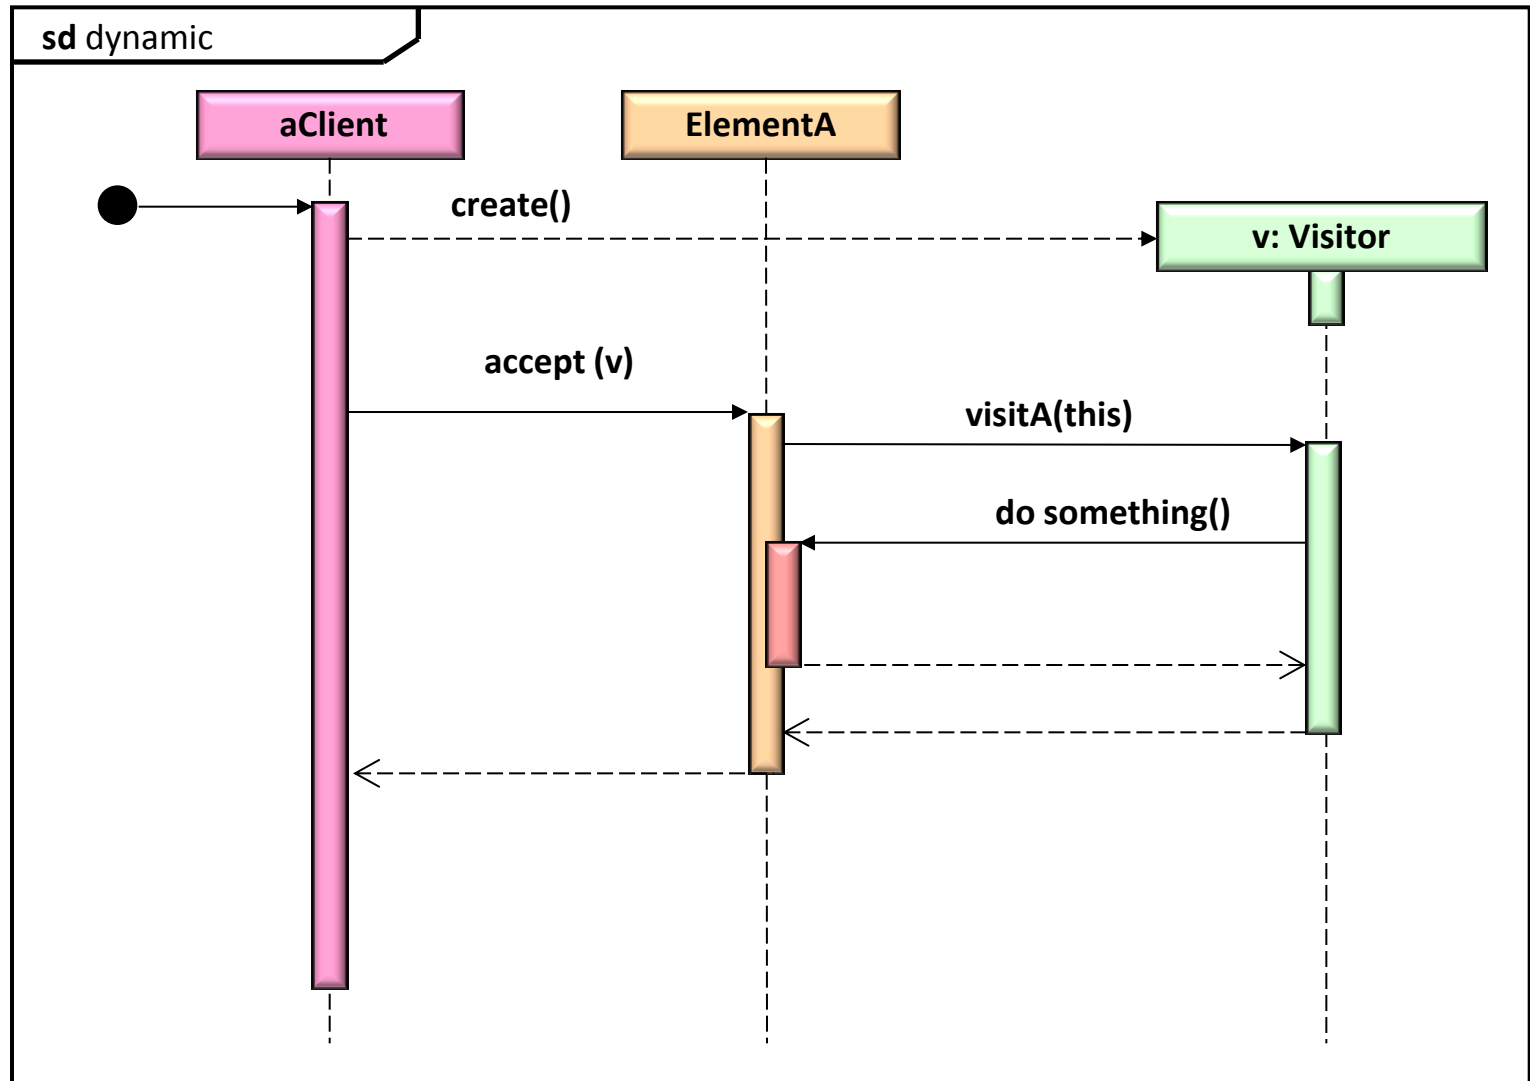 sd dynamic
aClient
ElementA
create()
v: Visitor
accept (v)
visitA(this)
do something()